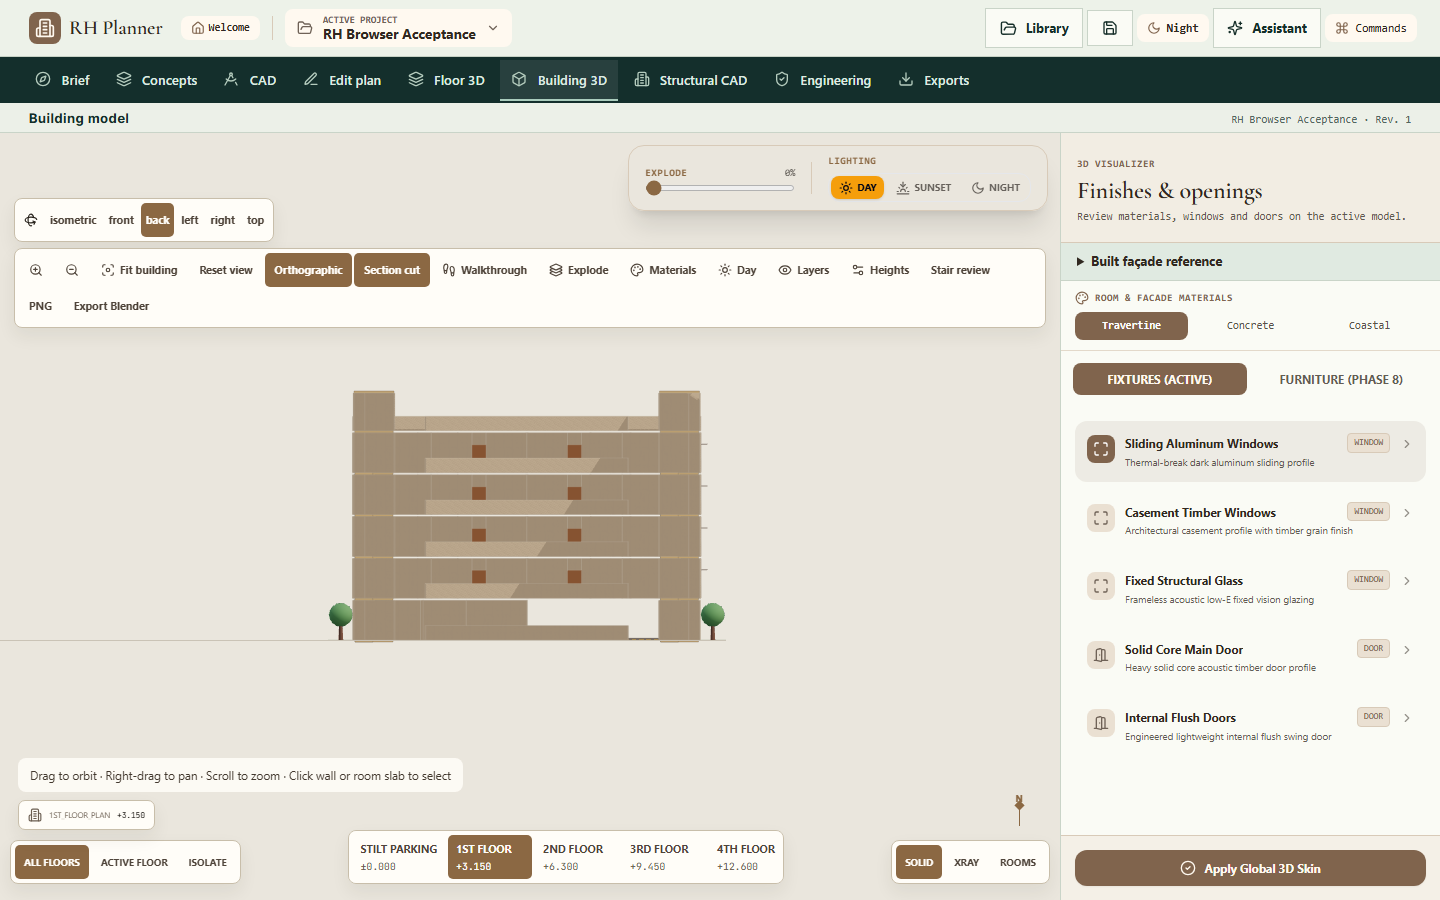 RH Planner
Welcome
ACTIVE PROJECT
RH Browser Acceptance
Library
Night
Assistant
Commands
Brief
Concepts
CAD
Edit plan
Floor 3D
Building 3D
Structural CAD
Engineering
Exports
Building model
RH Browser Acceptance · Rev. 1
EXPLODE
0%
LIGHTING
DAY
SUNSET
NIGHT
isometric
front
back
left
right
top
Fit building
Reset view
Orthographic
Section cut
Walkthrough
Explode
Materials
Day
Layers
Heights
Stair review
PNG
Export Blender
Drag to orbit · Right-drag to pan · Scroll to zoom · Click wall or room slab to select
1ST_FLOOR_PLAN +3.150
N
ALL FLOORS
ACTIVE FLOOR
ISOLATE
STILT PARKING
±0.000
1ST FLOOR
+3.150
2ND FLOOR
+6.300
3RD FLOOR
+9.450
4TH FLOOR
+12.600
SOLID
XRAY
ROOMS
3D VISUALIZER
Finishes & openings
Review materials, windows and doors on the active model.
Built façade reference
ROOM & FACADE MATERIALS
Travertine
Concrete
Coastal
FIXTURES (ACTIVE)
FURNITURE (PHASE 8)
Sliding Aluminum Windows
WINDOW
Thermal-break dark aluminum sliding profile
Casement Timber Windows
WINDOW
Architectural casement profile with timber grain finish
Fixed Structural Glass
WINDOW
Frameless acoustic low-E fixed vision glazing
Solid Core Main Door
DOOR
Heavy solid core acoustic timber door profile
Internal Flush Doors
DOOR
Engineered lightweight internal flush swing door
Apply Global 3D Skin